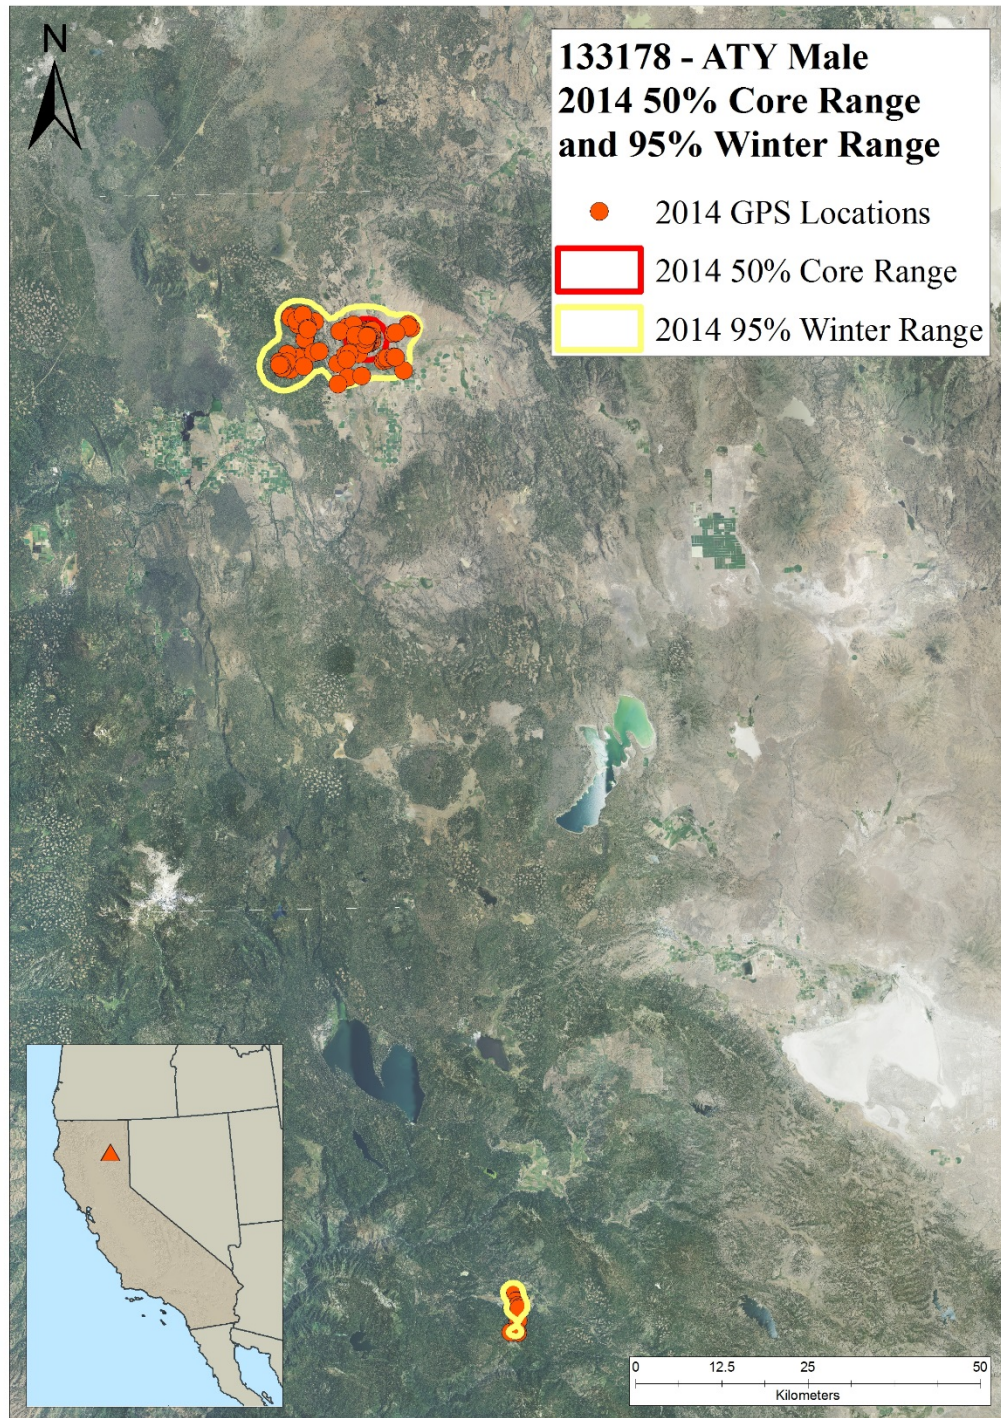 N
133178 - ATY Male
2014 50% Core Range
and 95% Winter Range
2014 GPS Locations
2014 50% Core Range
2014 95% Winter Range
0 12.5 25 50
Kilometers